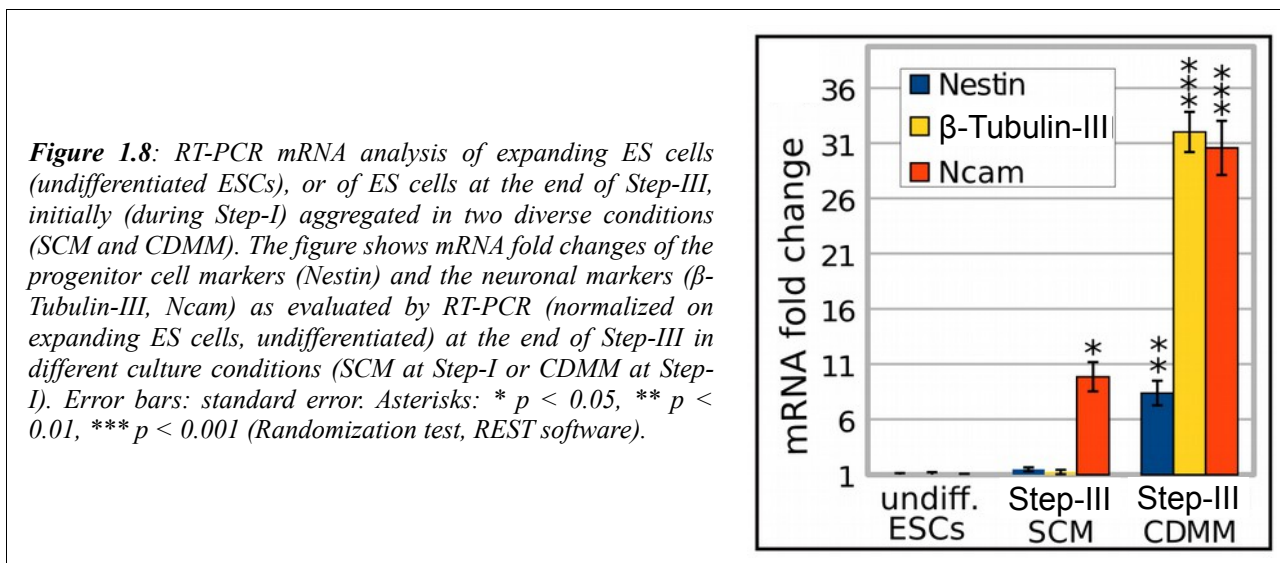 Figure 1.8: RT-PCR mRNA analysis of expanding ES cells
(undifferentiated ESCs), or of ES cells at the end of Step-III,
initially (during Step-I) aggregated in two diverse conditions
(SCM and CDMM). The figure shows mRNA fold changes of the
progenitor cell markers (Nestin) and the neuronal markers (β-
Tubulin-III, Ncam) as evaluated by RT-PCR (normalized on
expanding ES cells, undifferentiated) at the end of Step-III in
different culture conditions (SCM at Step-I or CDMM at Step-
I). Error bars: standard error. Asterisks: * p < 0.05, ** p <
0.01, *** p < 0.001 (Randomization test, REST software).
mRNA fold change
36
31
26
21
16
11
6
1
Nestin
β-Tubulin-III
Ncam
*
**
***
***
undiff.
ESCs
Step-III
SCM
Step-III
CDMM